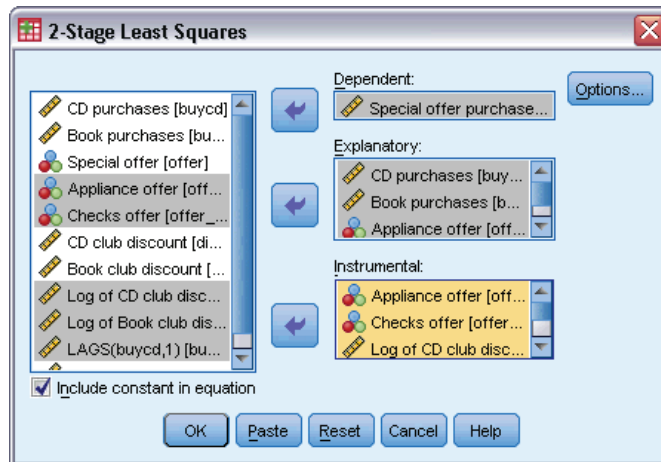 2-Stage Least Squares
CD purchases [buycd]
Book purchases [bu...
Special offer [offer]
Appliance offer [off...
Checks offer [offer_...
CD club discount [di...
Book club discount [...
Log of CD club disc...
Log of Book club dis...
LAGS(buycd,1) [bu...
Include constant in equation
Dependent:
Special offer purchase...
Explanatory:
CD purchases [buy...
Book purchases [b...
Appliance offer [off...
Instrumental:
Appliance offer [off...
Checks offer [offer...
Log of CD club disc...
Options...
OK
Paste
Reset
Cancel
Help